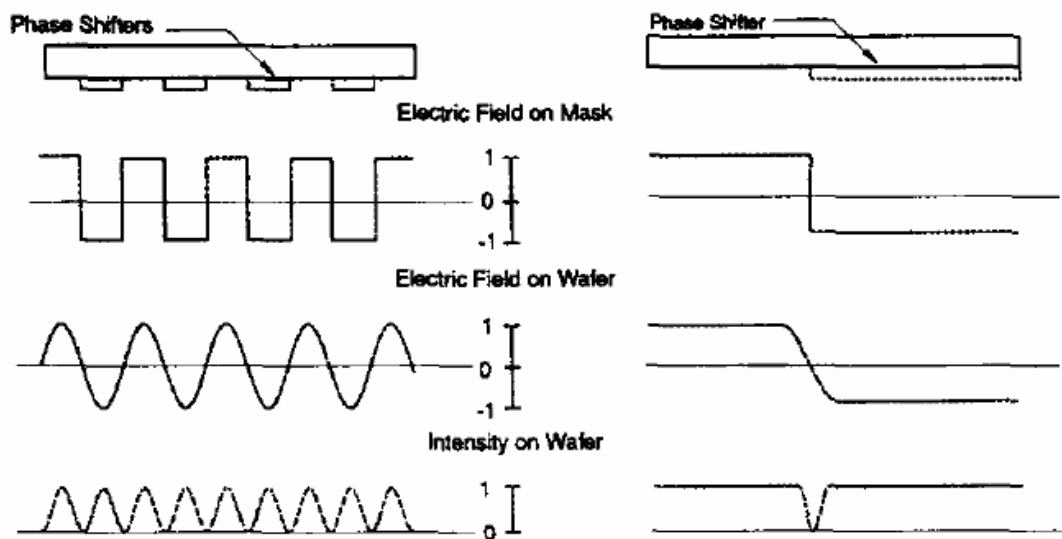 Phase Shifters
Phase Shifter
Electric Field on Mask
1
0
-1
Electric Field on Wafer
1
0
-1
Intensity on Wafer
1
0